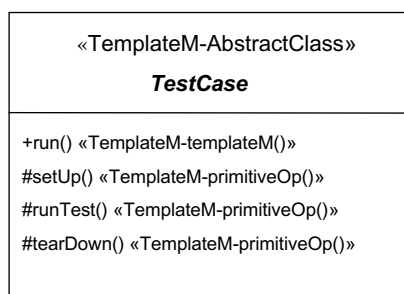 «TemplateM-AbstractClass»
TestCase
+run() «TemplateM-templateM()»
#setUp() «TemplateM-primitiveOp()»
#runTest() «TemplateM-primitiveOp()»
#tearDown() «TemplateM-primitiveOp()»